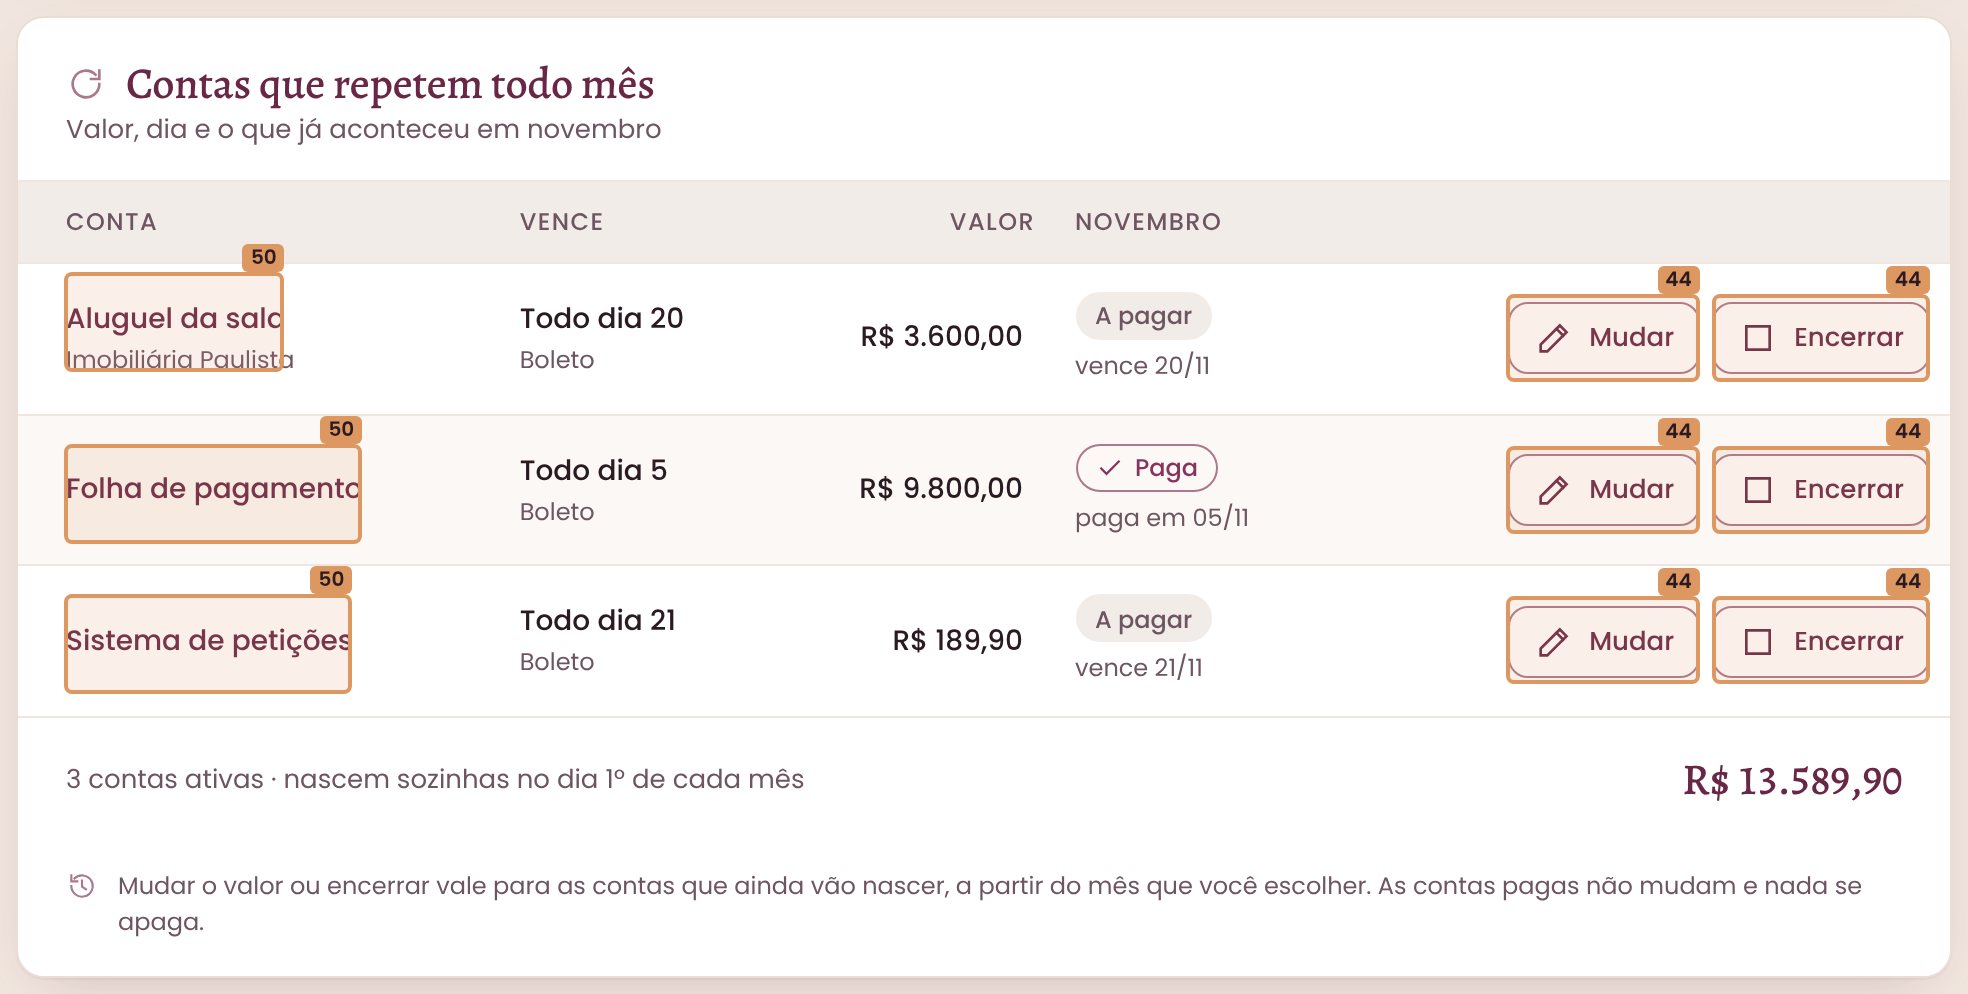 Contas que repetem todo mês
Valor, dia e o que já aconteceu em novembro
CONTA VENCE VALOR NOVEMBRO
50 44 44
Aluguel da sala Todo dia 20 R$ 3.600,00 A pagar Mudar Encerrar
Imobiliária Paulista Boleto vence 20/11
50 44 44
Folha de pagamento Todo dia 5 R$ 9.800,00 Paga Mudar Encerrar
Boleto paga em 05/11
50 44 44
Sistema de petições Todo dia 21 R$ 189,90 A pagar Mudar Encerrar
Boleto vence 21/11
3 contas ativas · nascem sozinhas no dia 1º de cada mês R$ 13.589,90
Mudar o valor ou encerrar vale para as contas que ainda vão nascer, a partir do mês que você escolher. As contas pagas não mudam e nada se
apaga.